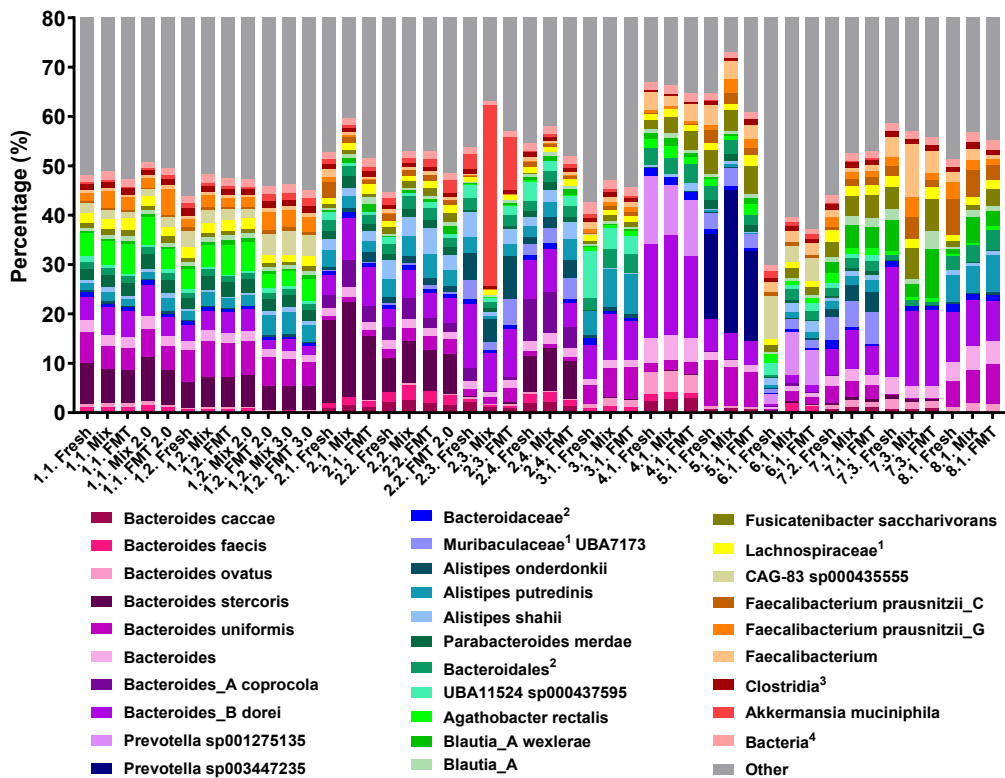 Percentage (%)
80
70
60
50
40
30
20
10
0
1.1. Fresh
1.1. Mix
1.1. FMT
1.1. Mix 2.0
1.1. FMT 2.0
1.2. Fresh
1.2. Mix
1.2. FMT
1.2. Mix 2.0
1.2. FMT 2.0
1.2. Mix 3.0
1.2. FMT 3.0
2.1. Fresh
2.1. Mix
2.1. FMT
2.2. Fresh
2.2. Mix
2.2. FMT
2.2. FMT 2.0
2.3. Fresh
2.3. Mix
2.3. FMT
2.4. Fresh
2.4. Mix
2.4. FMT
3.1. Fresh
3.1. Mix
3.1. FMT
4.1. Fresh
4.1. Mix
4.1. FMT
5.1. Fresh
5.1. Mix
5.1. FMT
6.1. Fresh
6.1. Mix
6.1. FMT
7.2. Fresh
7.1. Mix
7.1. FMT
7.3. Fresh
7.3. Mix
7.3. FMT
8.1. Fresh
8.1. Mix
8.1. FMT
Bacteroides caccae
Bacteroides faecis
Bacteroides ovatus
Bacteroides stercoris
Bacteroides uniformis
Bacteroides
Bacteroides_A coprocola
Bacteroides_B dorei
Prevotella sp001275135
Prevotella sp003447235
Bacteroidaceae²
Muribaculaceae¹ UBA7173
Alistipes onderdonkii
Alistipes putredinis
Alistipes shahii
Parabacteroides merdae
Bacteroidales²
UBA11524 sp000437595
Agathobacter rectalis
Blautia_A wexlerae
Blautia_A
Fusicatenibacter saccharivorans
Lachnospiraceae¹
CAG-83 sp000435555
Faecalibacterium prausnitzii_C
Faecalibacterium prausnitzii_G
Faecalibacterium
Clostridia³
Akkermansia muciniphila
Bacteria⁴
Other